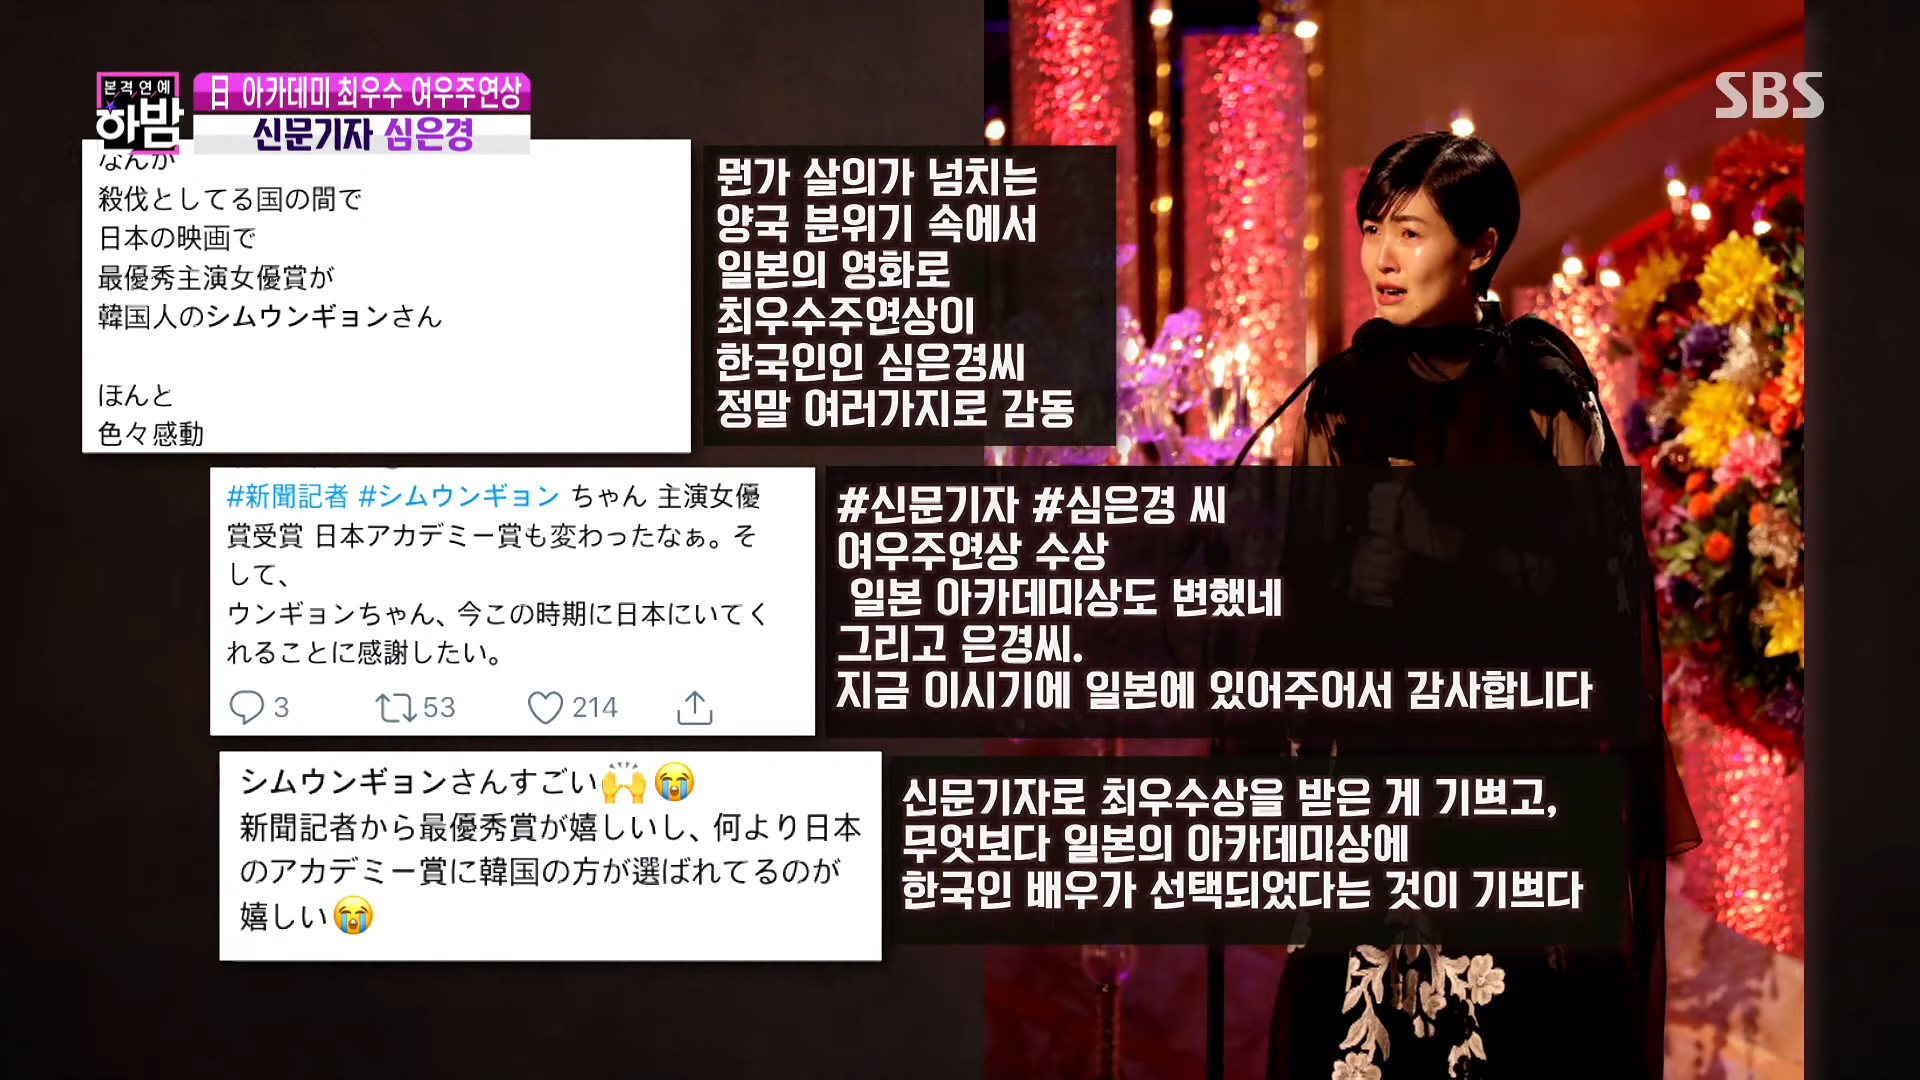 본격연예
한밤
日 아카데미 최우수 여우주연상
신문기자 심은경
SBS
なんか
殺伐としてる国の間で
日本の映画で
最優秀主演女優賞が
韓国人のシムウンギョンさん
ほんと
色々感動
뭔가 살의가 넘치는
양국 분위기 속에서
일본의 영화로
최우수주연상이
한국인인 심은경씨
정말 여러가지로 감동
#新聞記者 #シムウンギョン ちゃん 主演女優
賞受賞 日本アカデミー賞も変わったなぁ。そ
して、
ウンギョンちゃん、今この時期に日本にいてく
れることに感謝したい。
3 53 214
#신문기자 #심은경 씨
여우주연상 수상
일본 아카데미상도 변했네
그리고 은경씨.
지금 이시기에 일본에 있어주어서 감사합니다
シムウンギョンさんすごい🙌😭
新聞記者から最優秀賞が嬉しいし、何より日本
のアカデミー賞に韓国の方が選ばれてるのが
嬉しい😭
신문기자로 최우수상을 받은 게 기쁘고,
무엇보다 일본의 아카데미상에
한국인 배우가 선택되었다는 것이 기쁘다